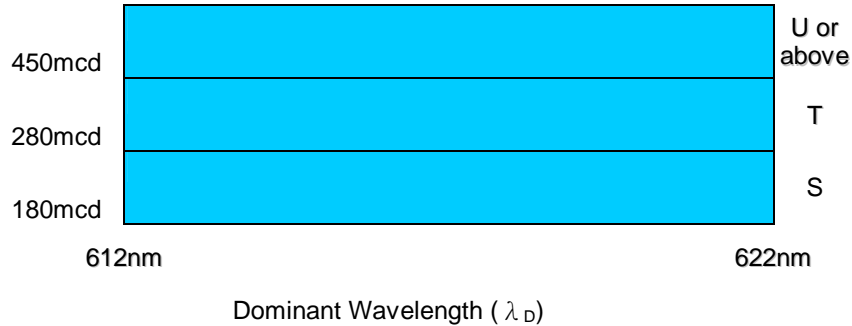 U or
above
450mcd
T
280mcd
S
180mcd
612nm 622nm
Dominant Wavelength ( λ D)